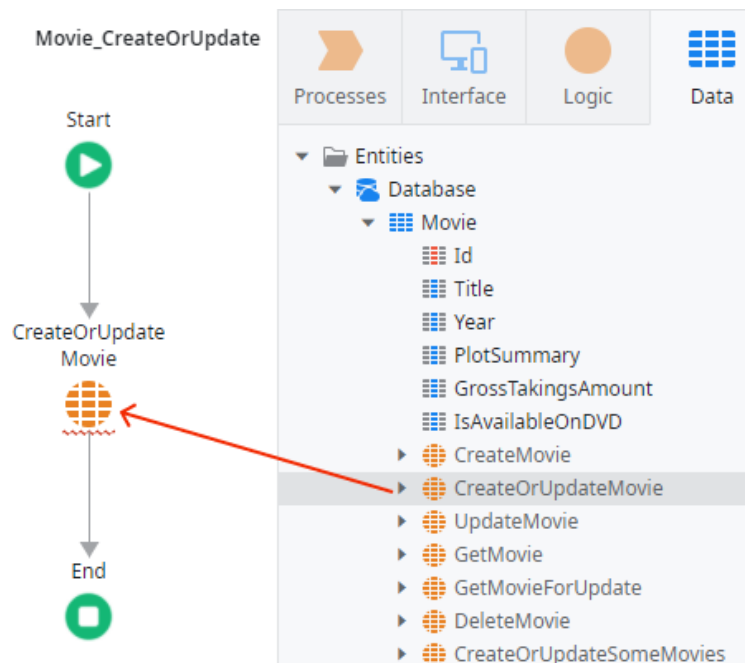 Movie_CreateOrUpdate
Start
CreateOrUpdate
Movie
End
Processes
Interface
Logic
Data
Entities
Database
Movie
Id
Title
Year
PlotSummary
GrossTakingsAmount
IsAvailableOnDVD
CreateMovie
CreateOrUpdateMovie
UpdateMovie
GetMovie
GetMovieForUpdate
DeleteMovie
CreateOrUpdateSomeMovies